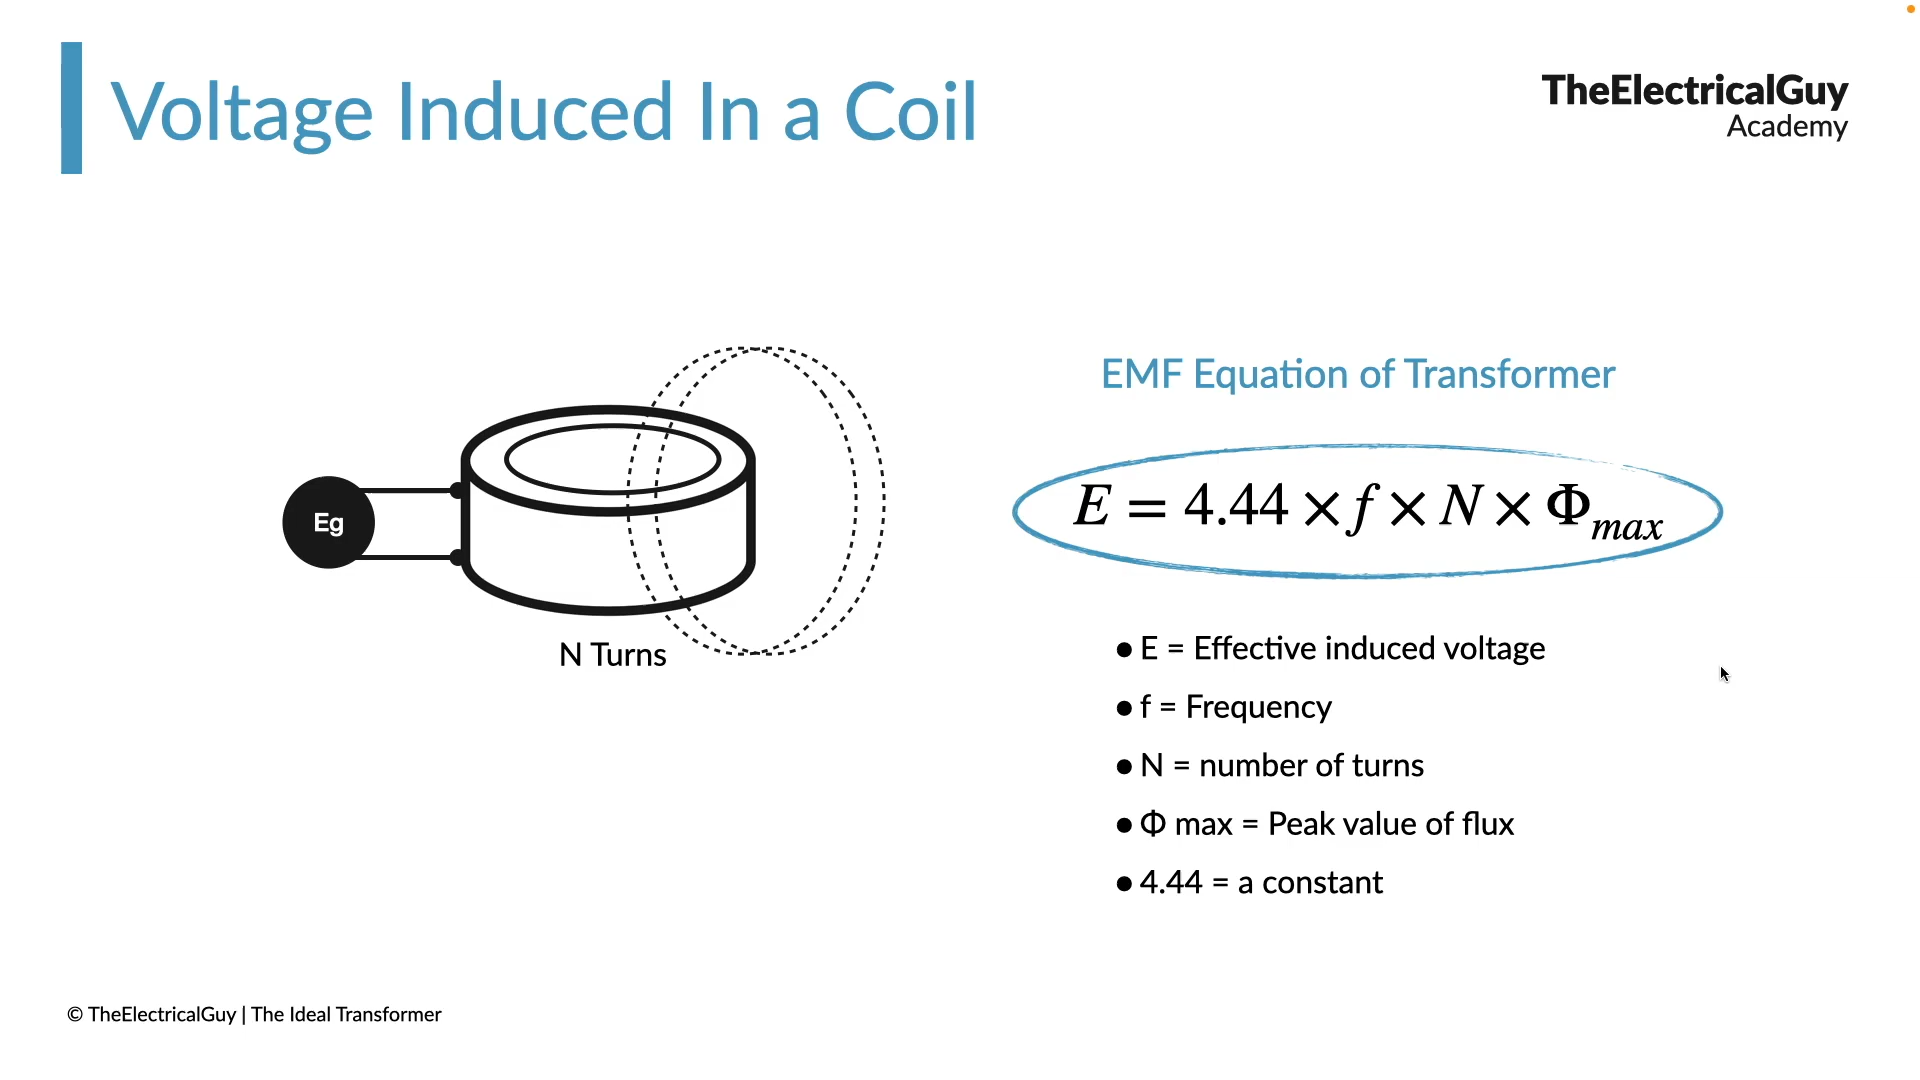 Voltage Induced In a Coil
TheElectricalGuy
Academy
Eg
N Turns
EMF Equation of Transformer
E = 4.44 × f × N × Φmax
● E = Effective induced voltage
● f = Frequency
● N = number of turns
● Φ max = Peak value of flux
● 4.44 = a constant
© TheElectricalGuy | The Ideal Transformer